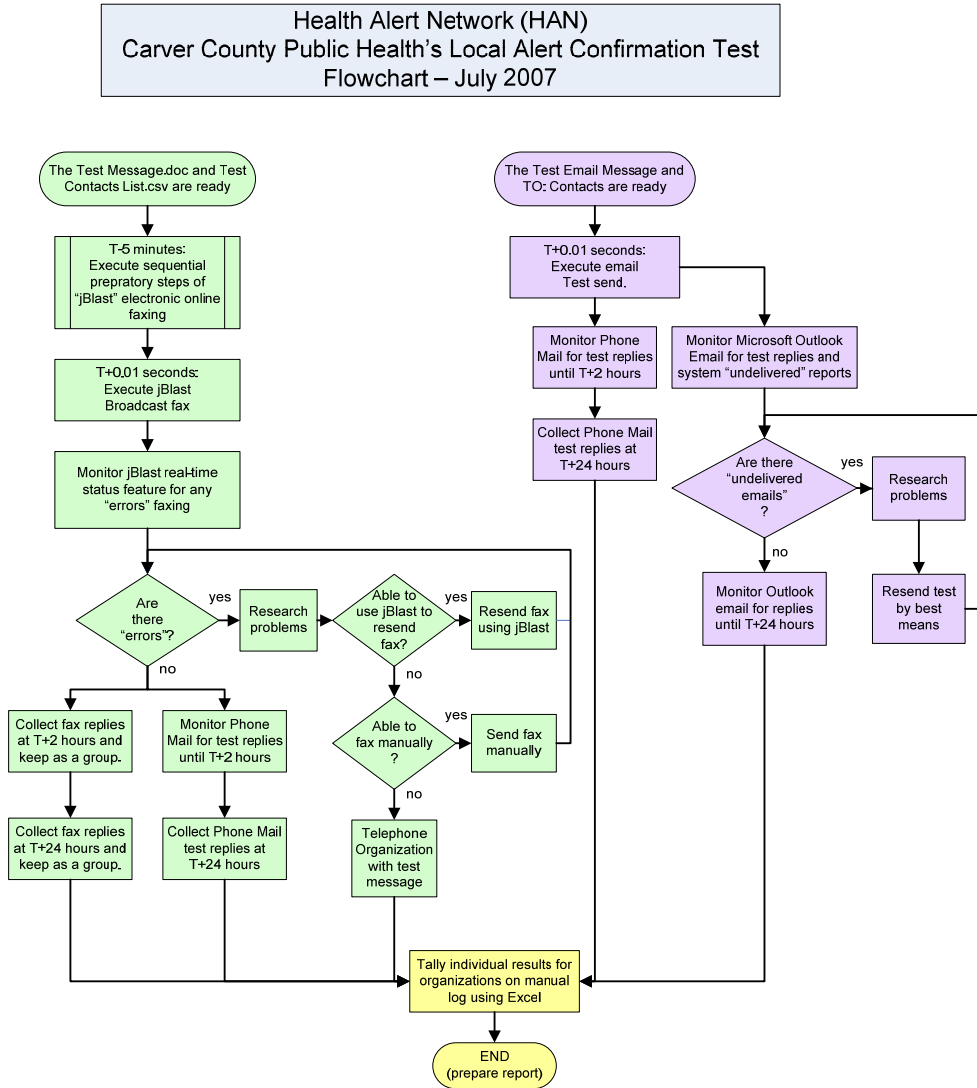 Health Alert Network (HAN)
Carver County Public Health's Local Alert Confirmation Test
Flowchart – July 2007
The Test Message.doc and Test
Contacts List.csv are ready
T-5 minutes:
Execute sequential
prepratory steps of
"jBlast" electronic online
faxing
T+0.01 seconds:
Execute jBlast
Broadcast fax
Monitor jBlast real-time
status feature for any
"errors" faxing
Are
there
"errors"?
yes
no
Research
problems
Able to
use jBlast to
resend
fax?
yes
no
Resend fax
using jBlast
Able to
fax manually
?
yes
no
Send fax
manually
Telephone
Organization
with test
message
Collect fax replies
at T+2 hours and
keep as a group.
Monitor Phone
Mail for test replies
until T+2 hours
Collect fax replies
at T+24 hours and
keep as a group.
Collect Phone Mail
test replies at
T+24 hours
The Test Email Message and
TO: Contacts are ready
T+0.01 seconds:
Execute email
Test send.
Monitor Phone
Mail for test replies
until T+2 hours
Collect Phone Mail
test replies at
T+24 hours
Monitor Microsoft Outlook
Email for test replies and
system "undelivered" reports
Are there
"undelivered
emails"
?
yes
no
Research
problems
Resend test
by best
means
Monitor Outlook
email for replies
until T+24 hours
Tally individual results for
organizations on manual
log using Excel
END
(prepare report)